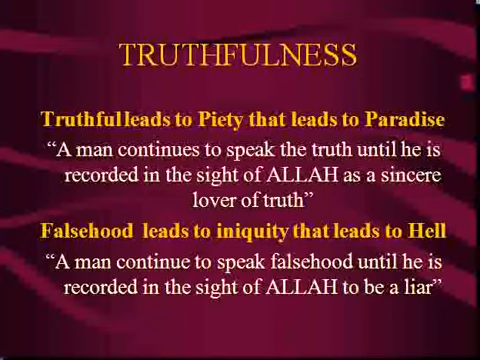 TRUTHFULNESS
Truthful leads to Piety that leads to Paradise
“A man continues to speak the truth until he is
recorded in the sight of ALLAH as a sincere
lover of truth”
Falsehood leads to iniquity that leads to Hell
“A man continue to speak falsehood until he is
recorded in the sight of ALLAH to be a liar”